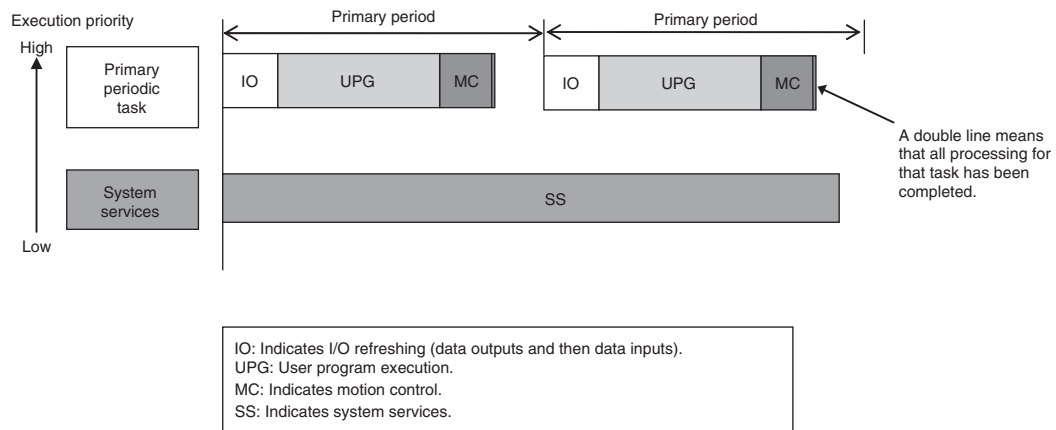 Execution priority
Primary period
Primary period
High
Primary
periodic
task
IO
UPG
MC
IO
UPG
MC
A double line means
that all processing for
that task has been
completed.
System
services
SS
Low
IO: Indicates I/O refreshing (data outputs and then data inputs).
UPG: User program execution.
MC: Indicates motion control.
SS: Indicates system services.